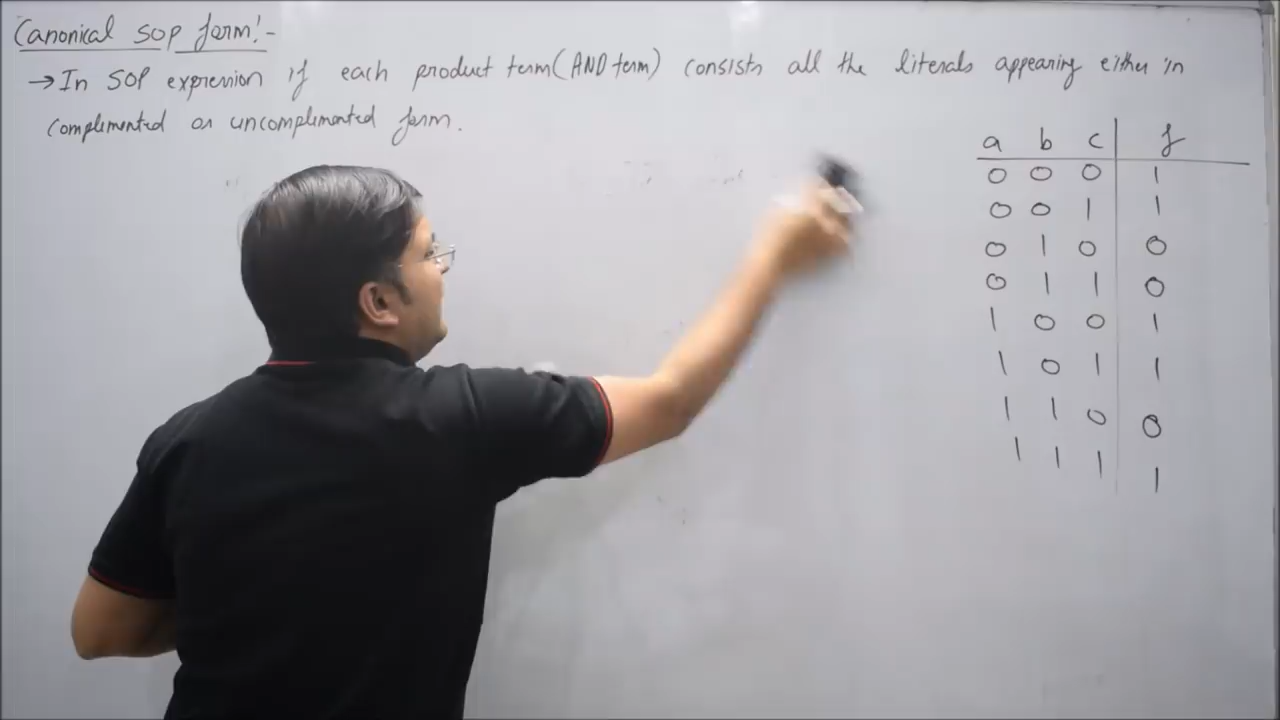 Canonical SOP form:-
→ In SOP expression if each product term (AND term) consists all the literals appearing either in
complimented or uncomplimented form.
a b c f
0 0 0 1
0 0 1 1
0 1 0 0
0 1 1 0
1 0 0 1
1 0 1 1
1 1 0 0
1 1 1 1